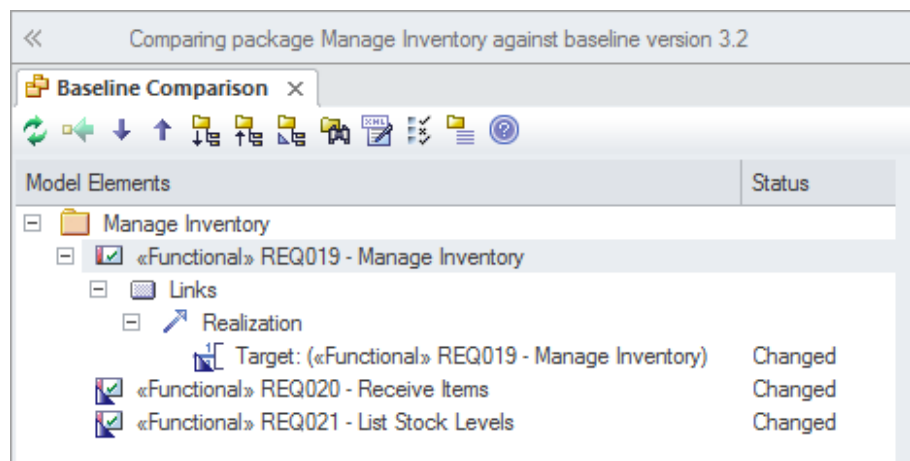 Comparing package Manage Inventory against baseline version 3.2
Baseline Comparison
Model Elements Status
Manage Inventory
«Functional» REQ019 - Manage Inventory
Links
Realization
Target: («Functional» REQ019 - Manage Inventory) Changed
«Functional» REQ020 - Receive Items Changed
«Functional» REQ021 - List Stock Levels Changed